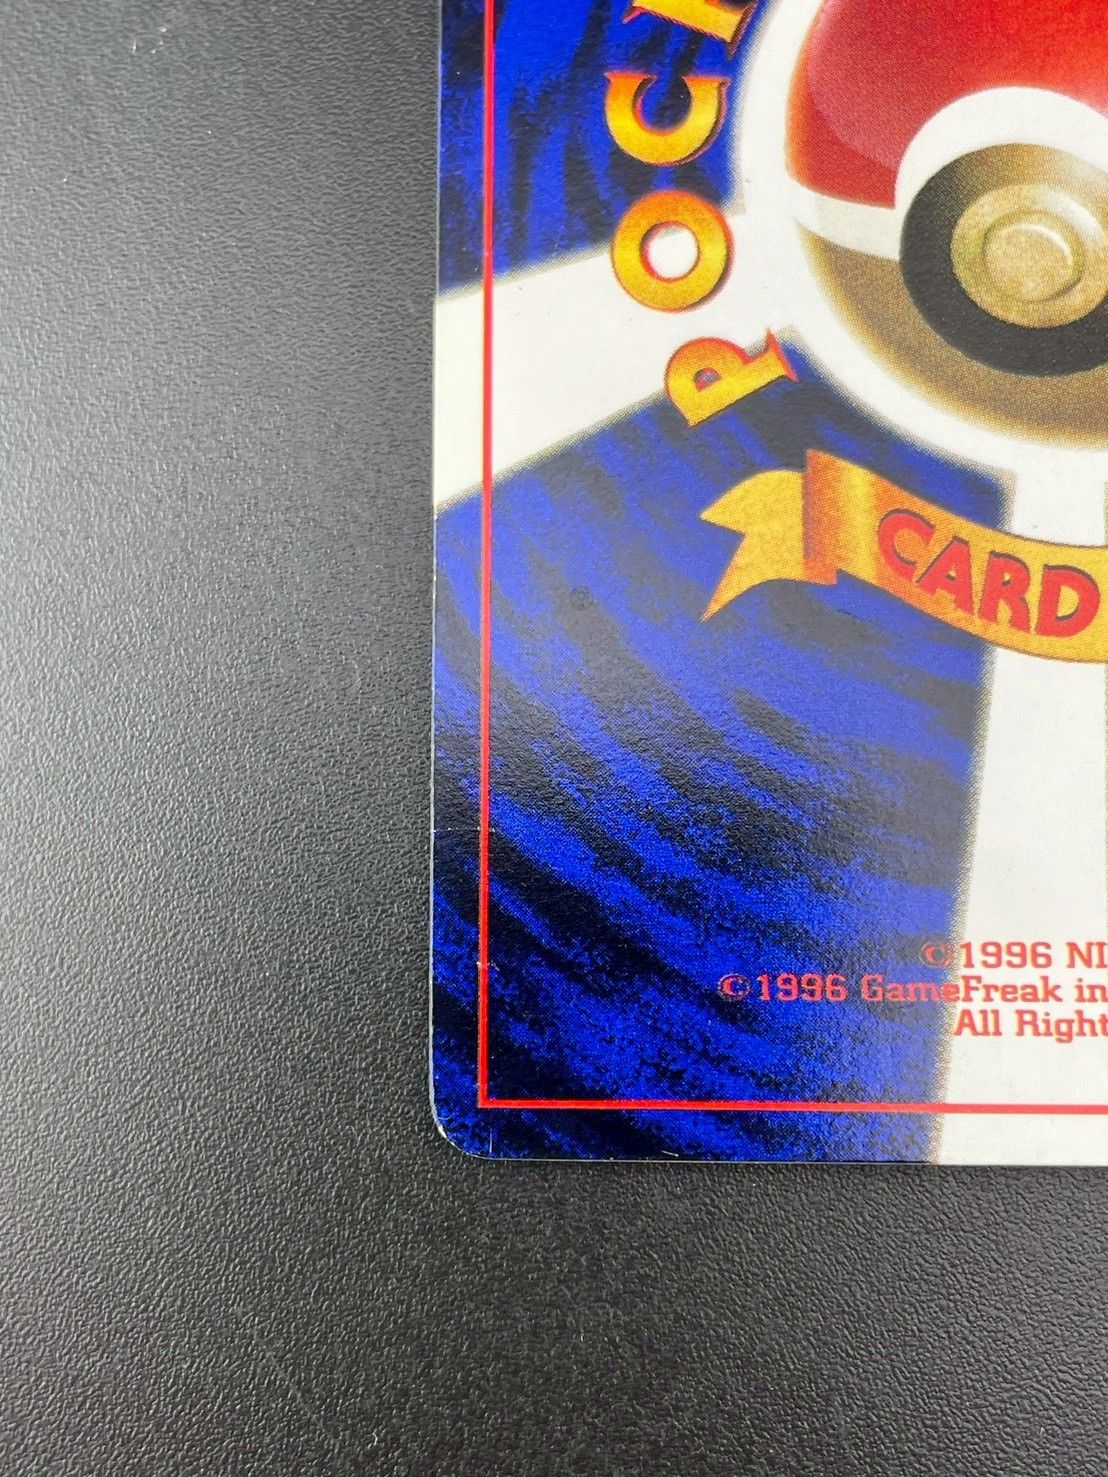 POCK
CARD
©1996 NI
©1996 GameFreak in
All Right